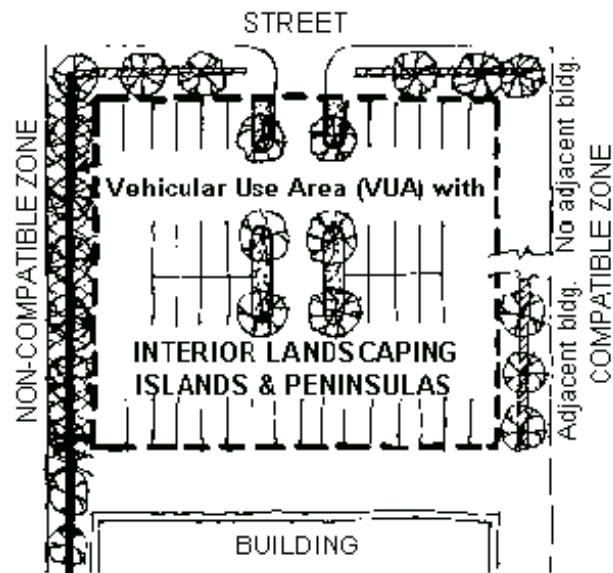 STREET
NON-COMPATIBLE ZONE
Vehicular Use Area (VUA) with
INTERIOR LANDSCAPING
ISLANDS & PENINSULAS
No adjacent bldg.
Adjacent bldg.
COMPATIBLE ZONE
BUILDING